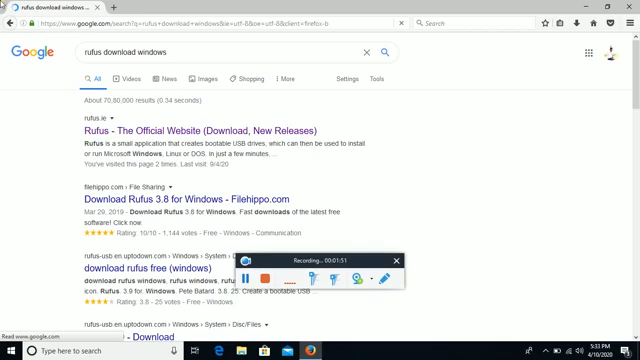 rufus download windows ...
https://www.google.com/search?q=rufus+download+windows&ie=utf-8&oe=utf-8&client=firefox-b
Search
Google
rufus download windows
All
Videos
News
Images
Shopping
More
Settings
Tools
About 70,80,000 results (0.34 seconds)
rufus.ie
Rufus - The Official Website (Download, New Releases)
Rufus is a small application that creates bootable USB drives, which can then be used to install
or run Microsoft Windows, Linux or DOS. In just a few minutes, ...
You've visited this page 2 times. Last visit: 9/4/20
filehippo.com › File Sharing
Download Rufus 3.8 for Windows - Filehippo.com
Mar 29, 2019 - Download Rufus 3.8 for Windows. Fast downloads of the latest free
software! Click now.
Rating: 10/10 - 1,144 votes - Free - Windows - Communication
rufus-usb.en.uptodown.com › Windows › System ›
download rufus free (windows)
download rufus windows, rufus windows, rufus
icon. Rufus. 3.9 for. Windows. Pete Batard. 3.8. 25. Create a bootable USB ...
Rating: 3.8 - 25 votes - Free - Windows
Recording... 00:01:51
rufus-usb.en.uptodown.com › Windows › System › Disc/Files
- Download
Read www.google.com
Type here to search
5:33 PM
4/10/2020